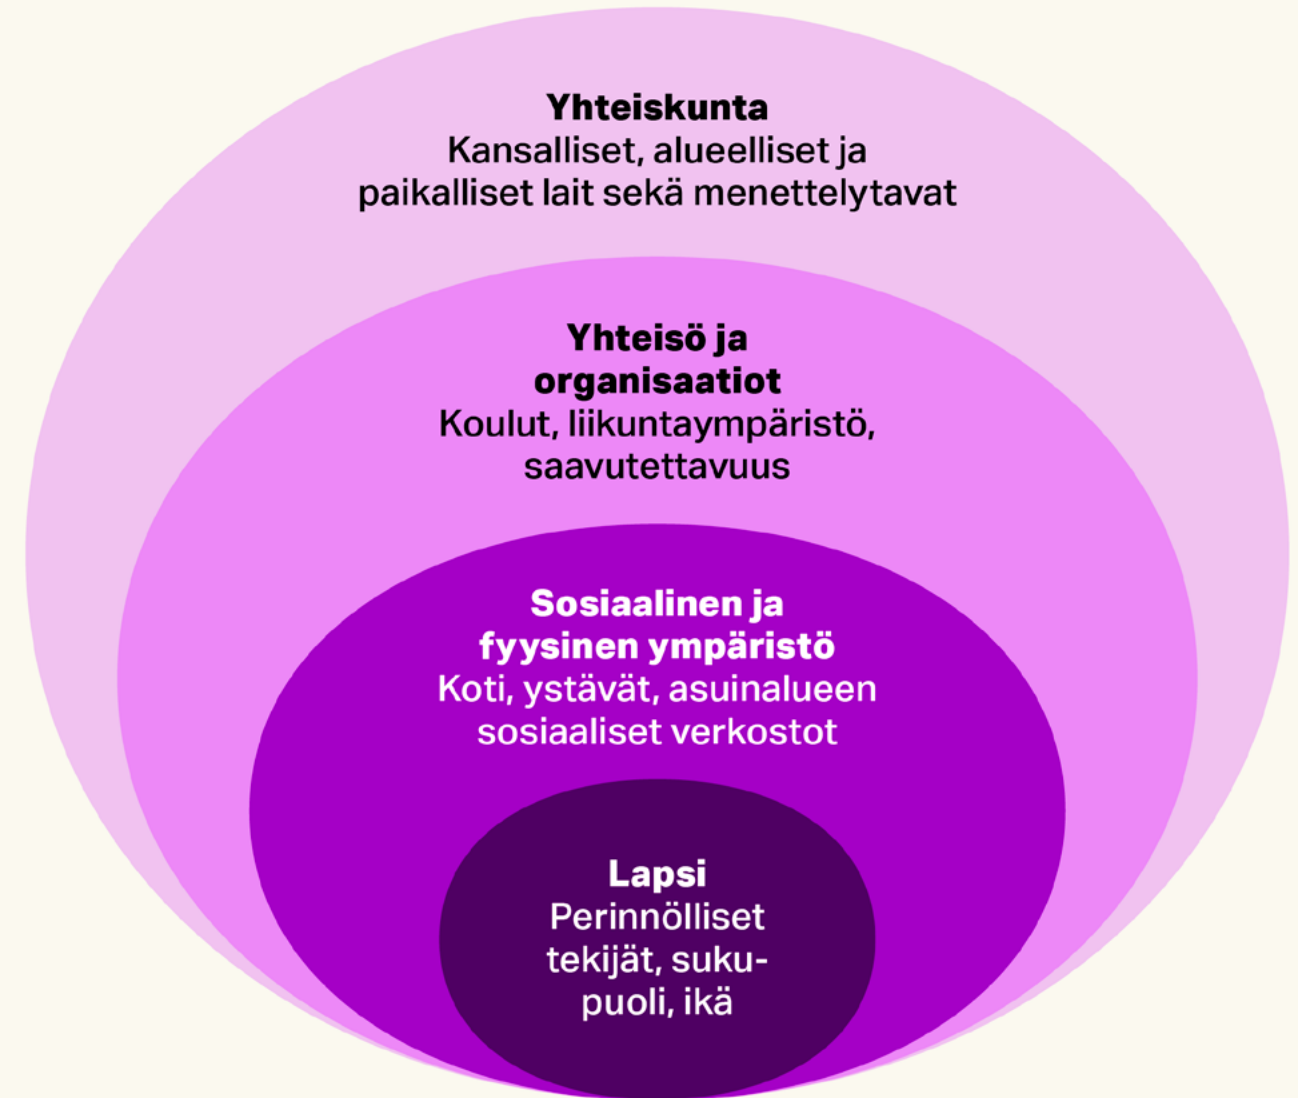 Yhteiskunta
Kansalliset, alueelliset ja
paikalliset lait sekä menettelytavat
Yhteisö ja
organisaatiot
Koulut, liikuntaympäristö,
saavutettavuus
Sosiaalinen ja
fyysinen ympäristö
Koti, ystävät, asuinalueen
sosiaaliset verkostot
Lapsi
Perinnölliset
tekijät, suku-
puoli, ikä